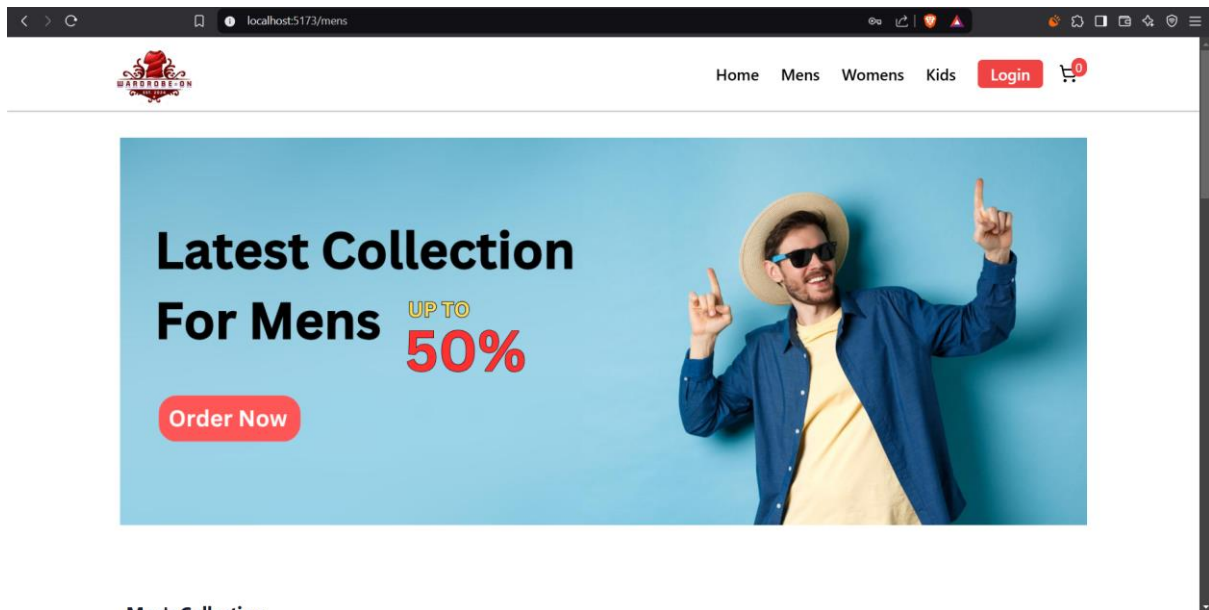 localhost:5173/mens
WARDROBE-ON
Home Mens Womens Kids Login 0
Latest Collection
For Mens
UP TO
50%
Order Now